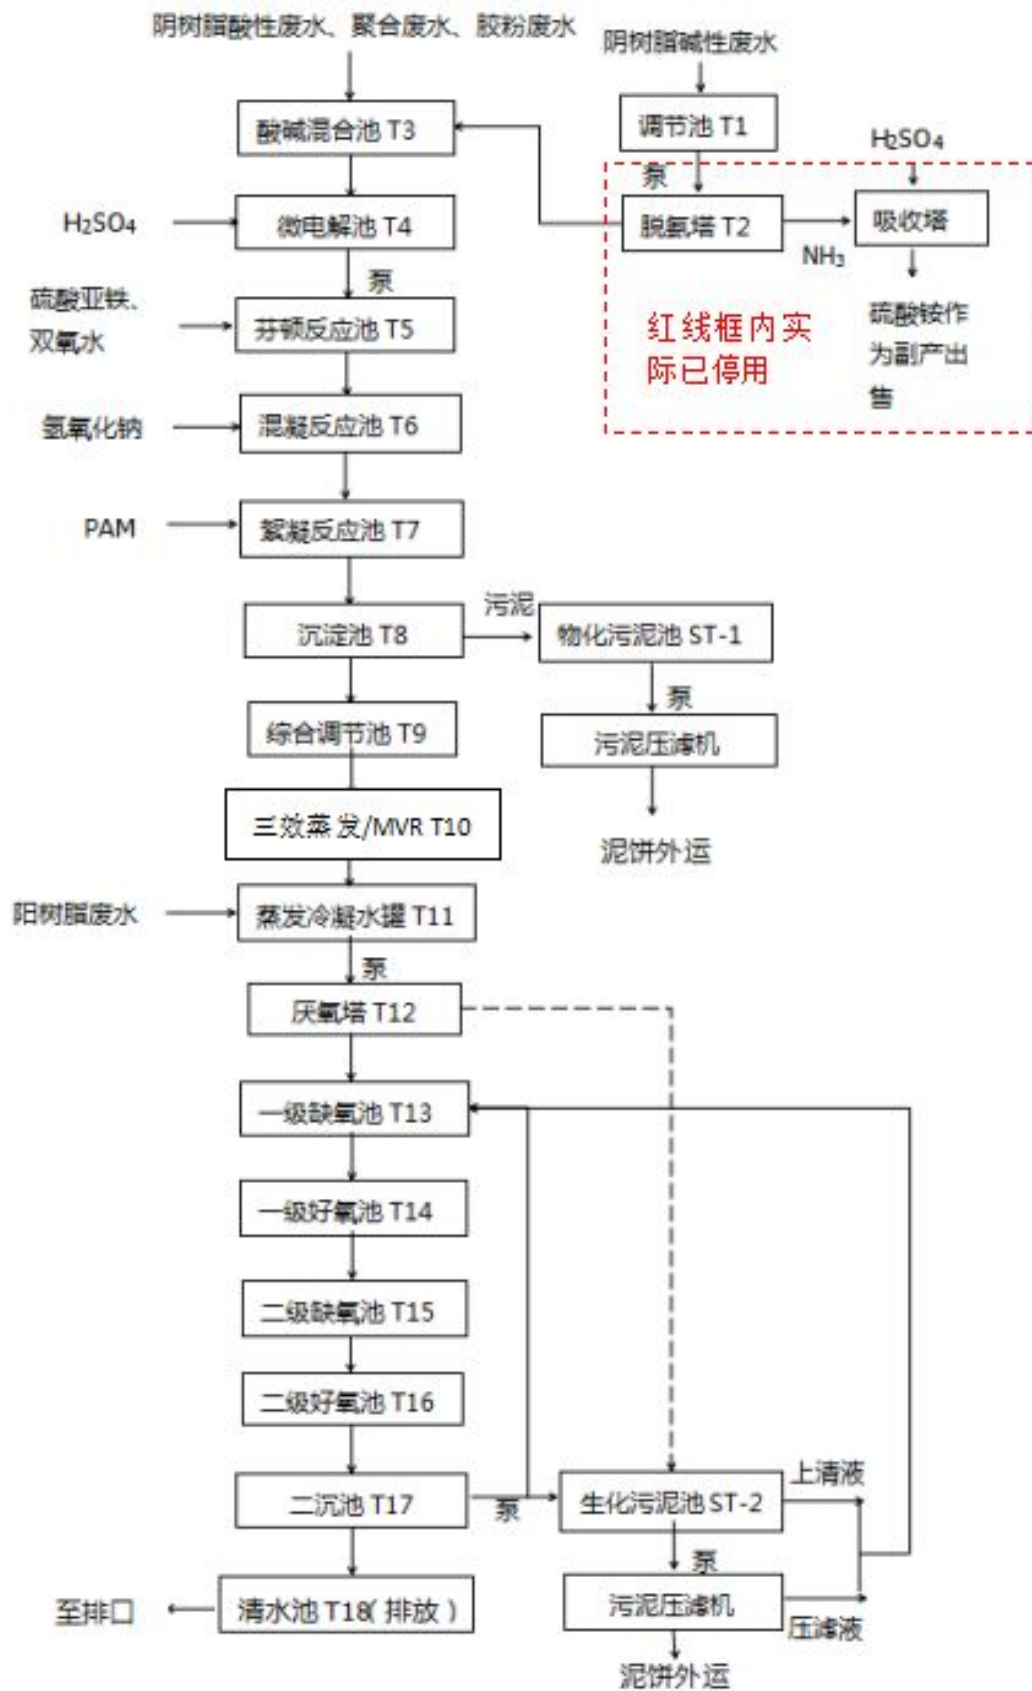 阴树脂酸性废水、聚合废水、胶粉废水
阴树脂碱性废水
酸碱混合池 T3
调节池 T1
H₂SO₄
泵
H₂SO₄
微电解池 T4
脱氨塔 T2
NH₃
吸收塔
泵
硫酸亚铁、
双氧水
芬顿反应池 T5
红线框内实
际已停用
硫酸铵作
为副产出
售
氢氧化钠
混凝反应池 T6
PAM
絮凝反应池 T7
沉淀池 T8
污泥
物化污泥池 ST-1
泵
综合调节池 T9
污泥压滤机
三效蒸发/MVR T10
泥饼外运
阳树脂废水
蒸发冷凝水罐 T11
泵
厌氧塔 T12
一级缺氧池 T13
一级好氧池 T14
二级缺氧池 T15
二级好氧池 T16
二沉池 T17
泵
生化污泥池 ST-2
上清液
泵
至排口
清水池 T18(排放)
污泥压滤机
压滤液
泥饼外运